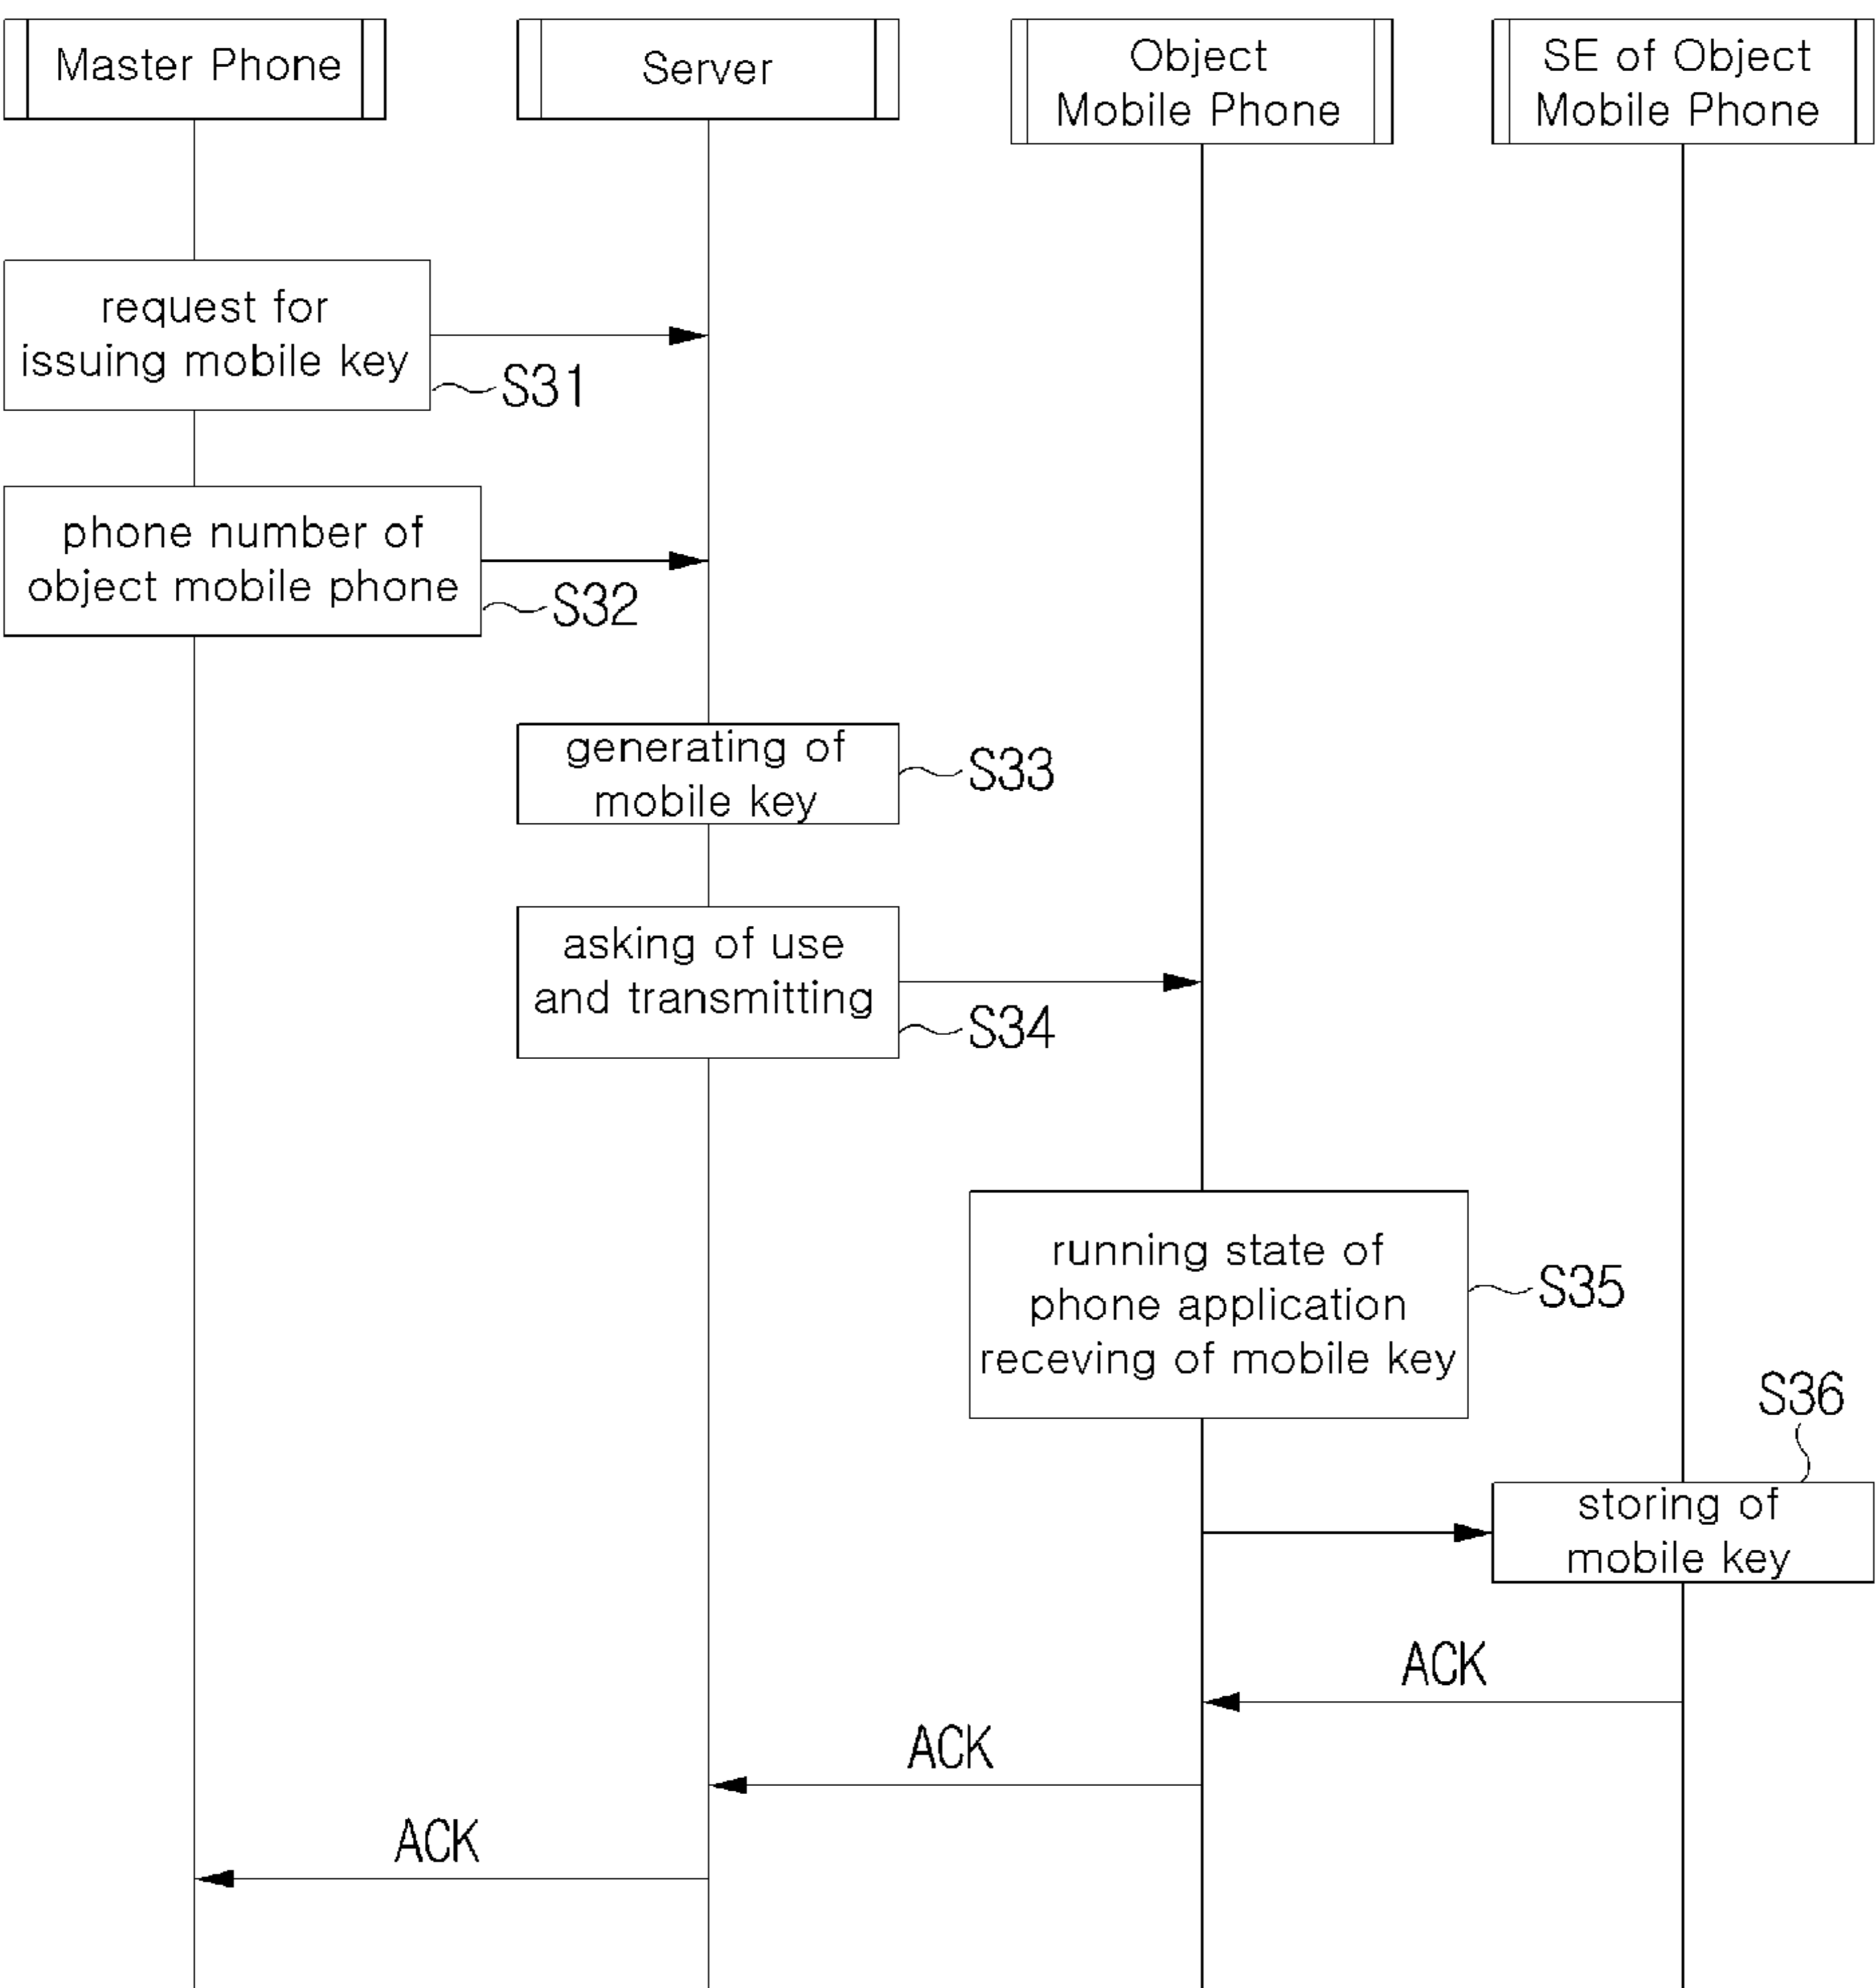 Master Phone
Server
Object
Mobile Phone
SE of Object
Mobile Phone
request for
issuing mobile key
S31
phone number of
object mobile phone
S32
generating of
mobile key
S33
asking of use
and transmitting
S34
running state of
phone application
receving of mobile key
S35
S36
storing of
mobile key
ACK
ACK
ACK